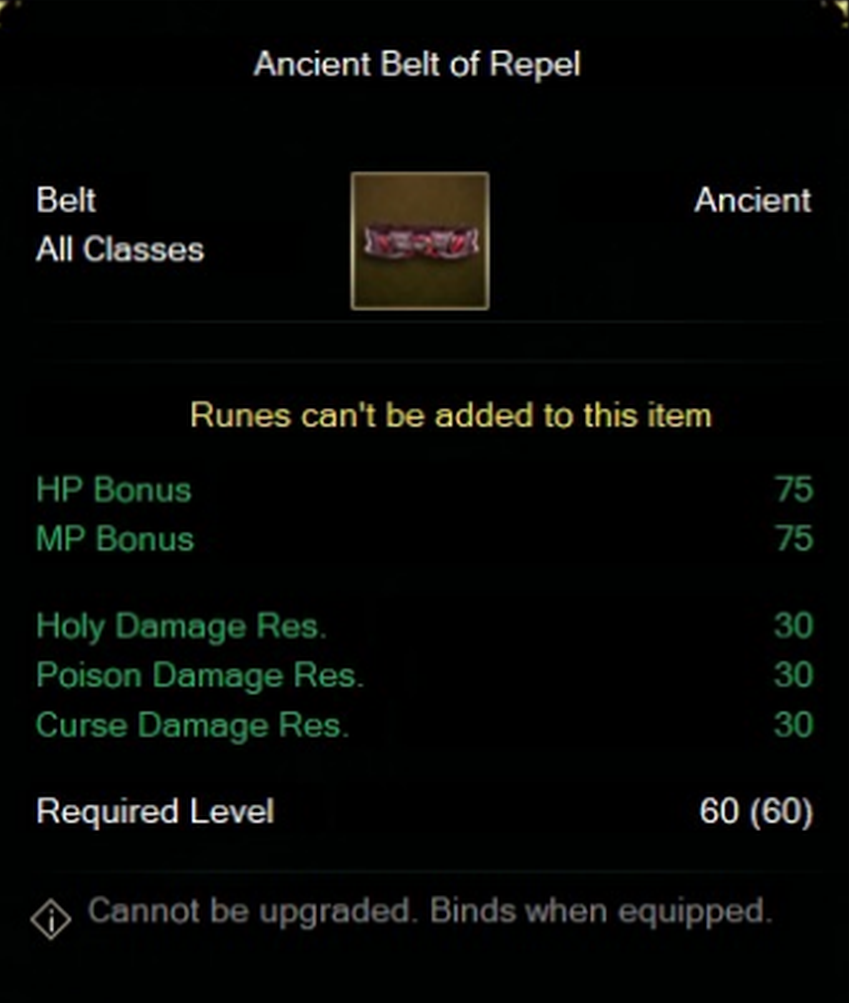 Ancient Belt of Repel
Belt
Ancient
All Classes
Runes can't be added to this item
HP Bonus 75
MP Bonus 75
Holy Damage Res. 30
Poison Damage Res. 30
Curse Damage Res. 30
Required Level 60 (60)
Cannot be upgraded. Binds when equipped.